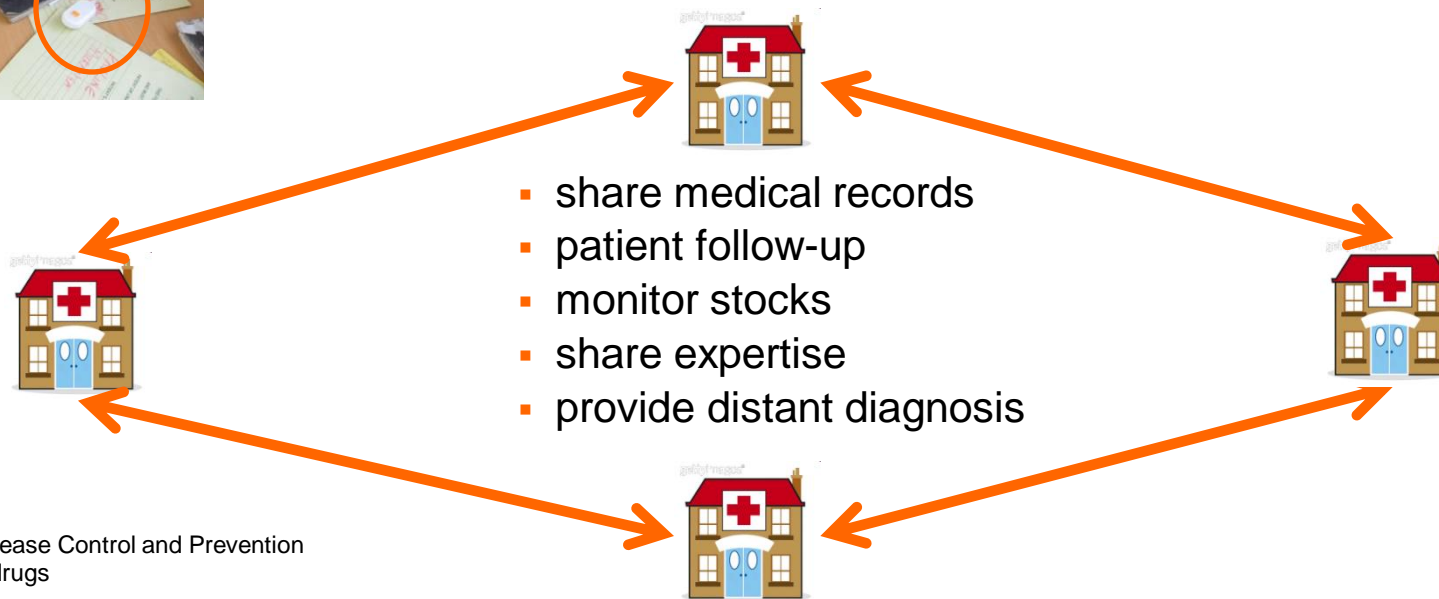 ▪ share medical records
▪ patient follow-up
▪ monitor stocks
▪ share expertise
▪ provide distant diagnosis
ease Control and Prevention
drugs